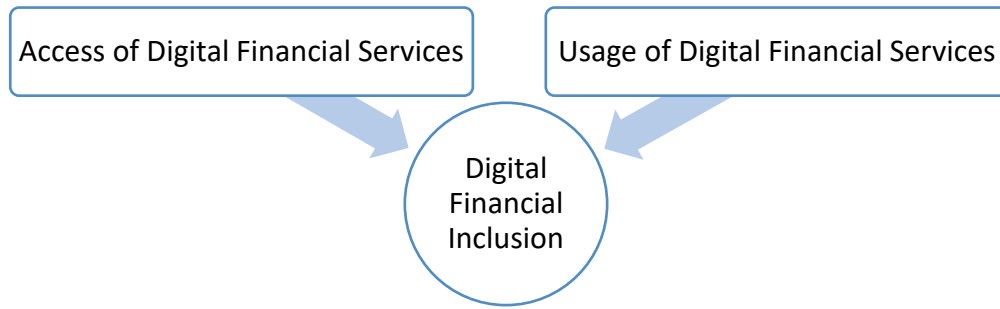 Access of Digital Financial Services
Usage of Digital Financial Services
Digital
Financial
Inclusion